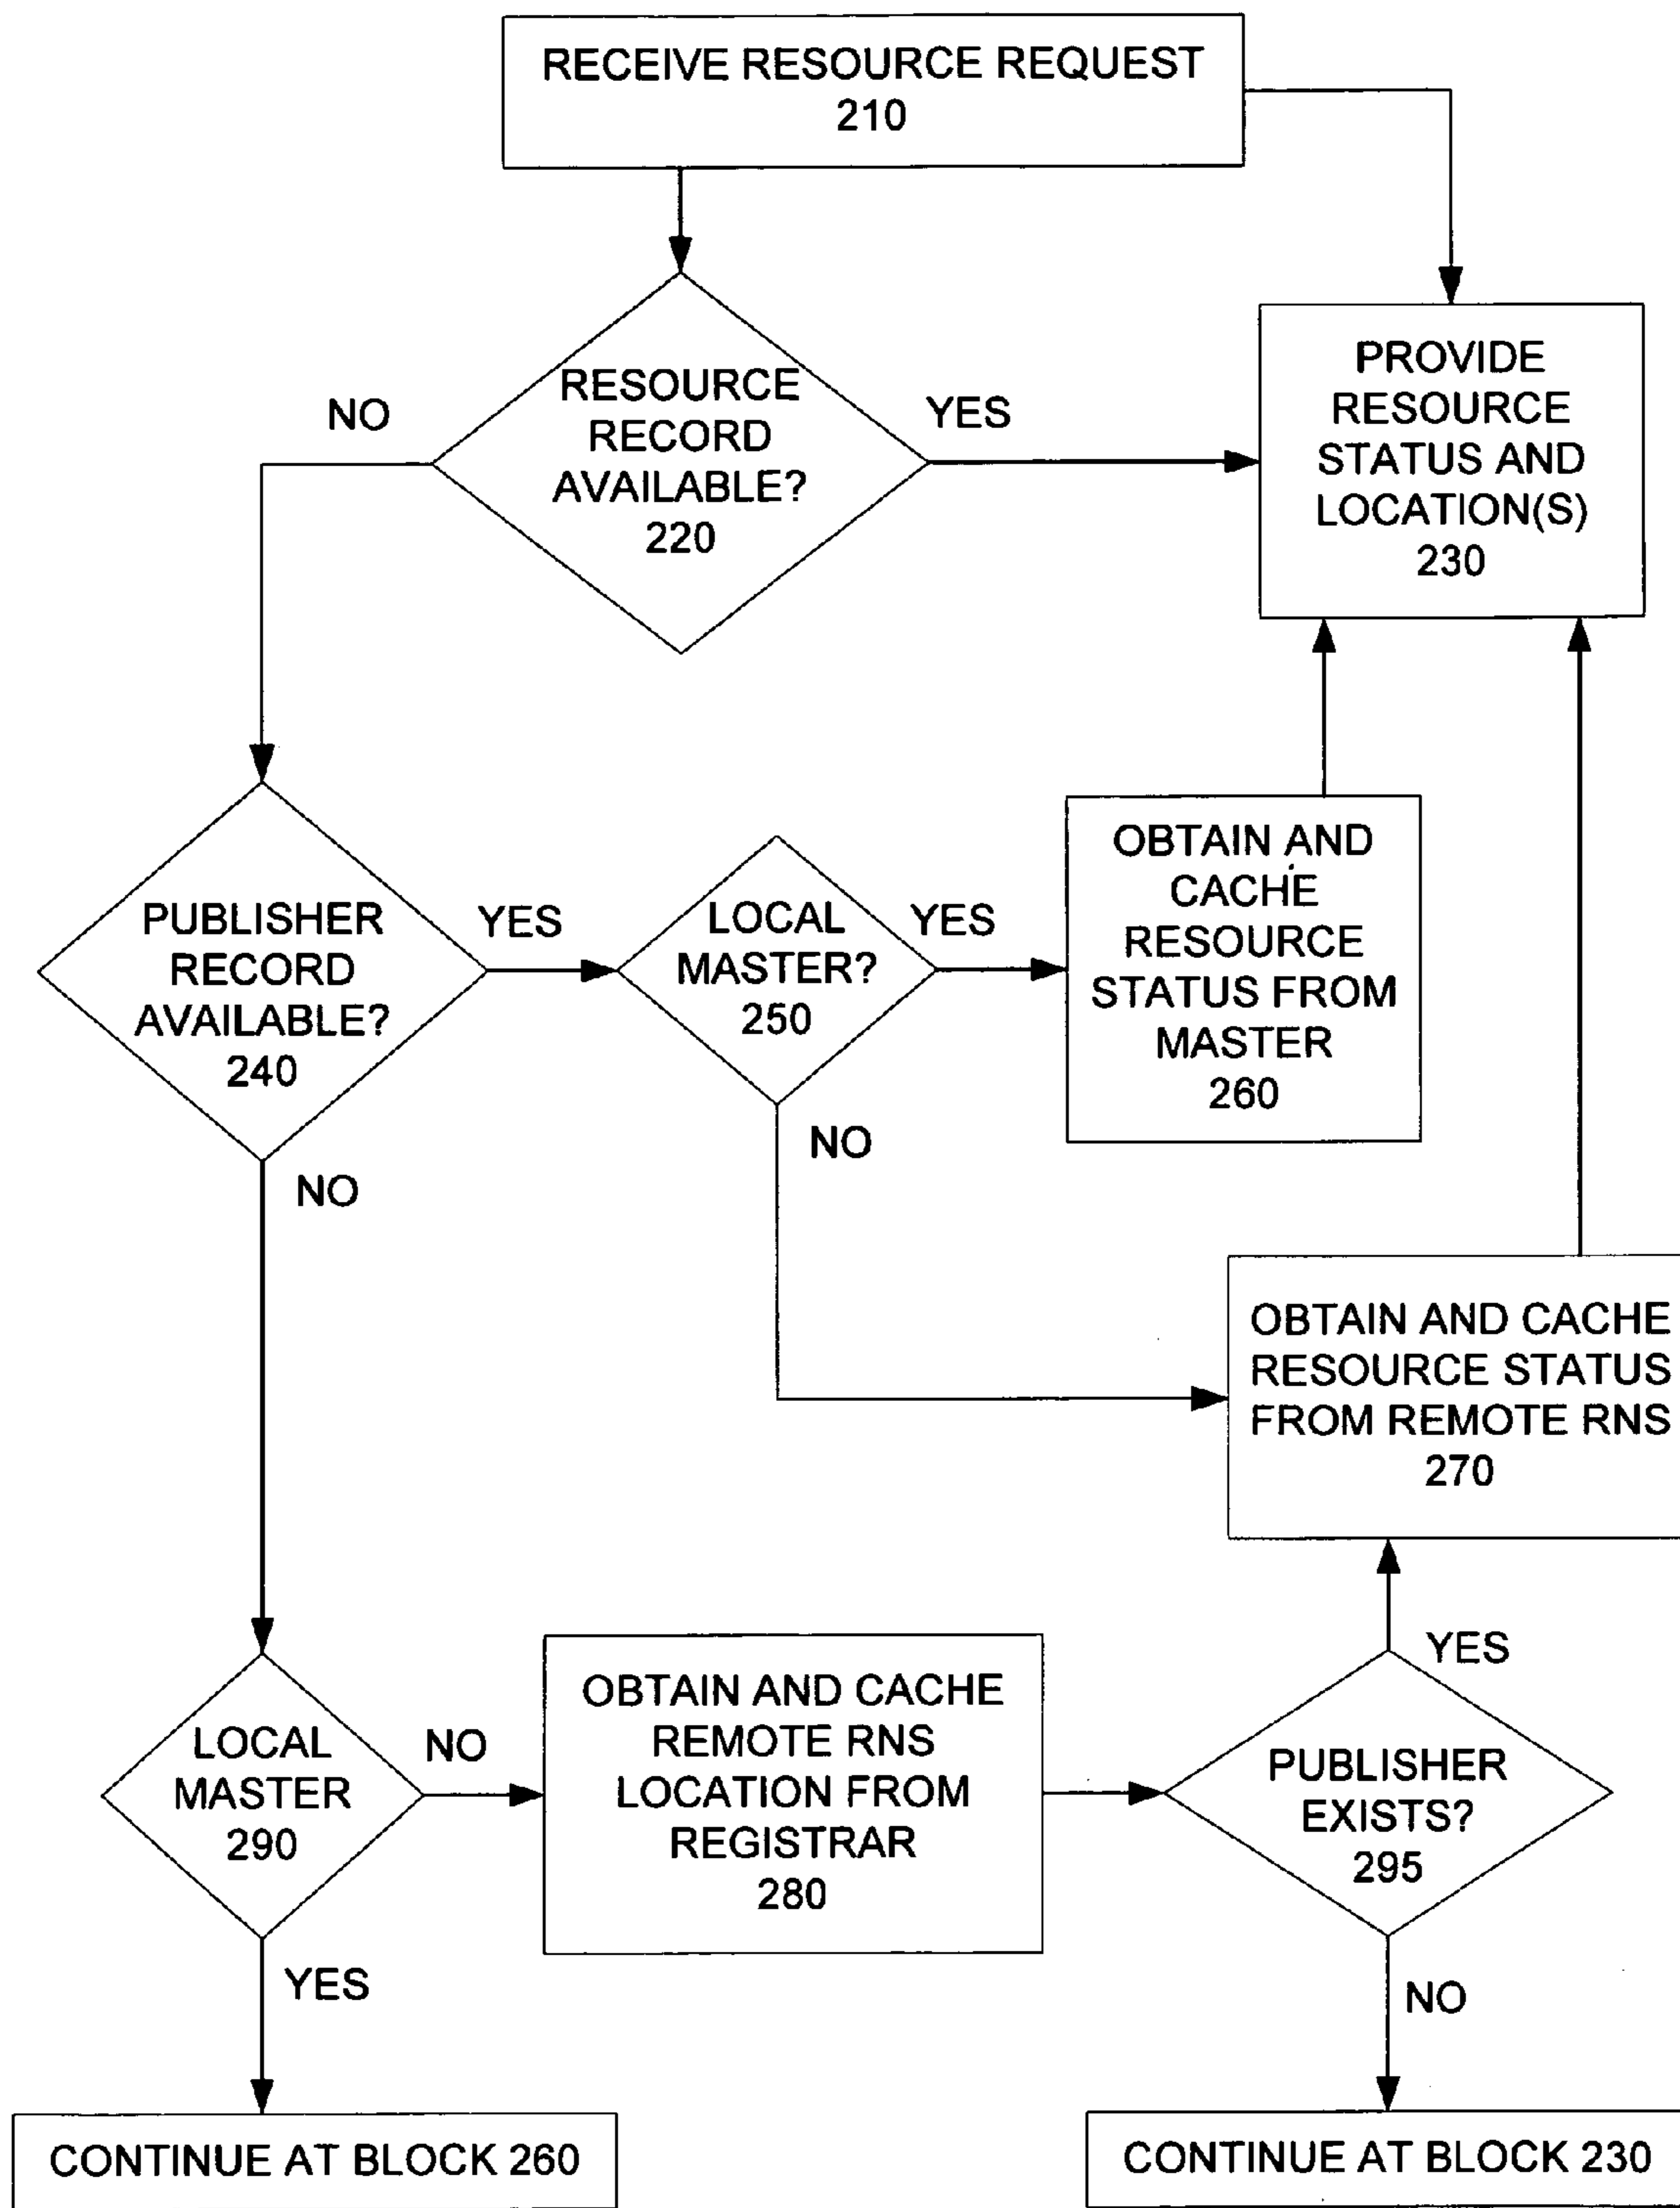 RECEIVE RESOURCE REQUEST
210
RESOURCE
RECORD
AVAILABLE?
220
NO
YES
PROVIDE
RESOURCE
STATUS AND
LOCATION(S)
230
PUBLISHER
RECORD
AVAILABLE?
240
YES
NO
LOCAL
MASTER?
250
YES
NO
OBTAIN AND
CACHE
RESOURCE
STATUS FROM
MASTER
260
OBTAIN AND CACHE
RESOURCE STATUS
FROM REMOTE RNS
270
LOCAL
MASTER
290
NO
YES
OBTAIN AND CACHE
REMOTE RNS
LOCATION FROM
REGISTRAR
280
PUBLISHER
EXISTS?
295
YES
NO
CONTINUE AT BLOCK 260
CONTINUE AT BLOCK 230